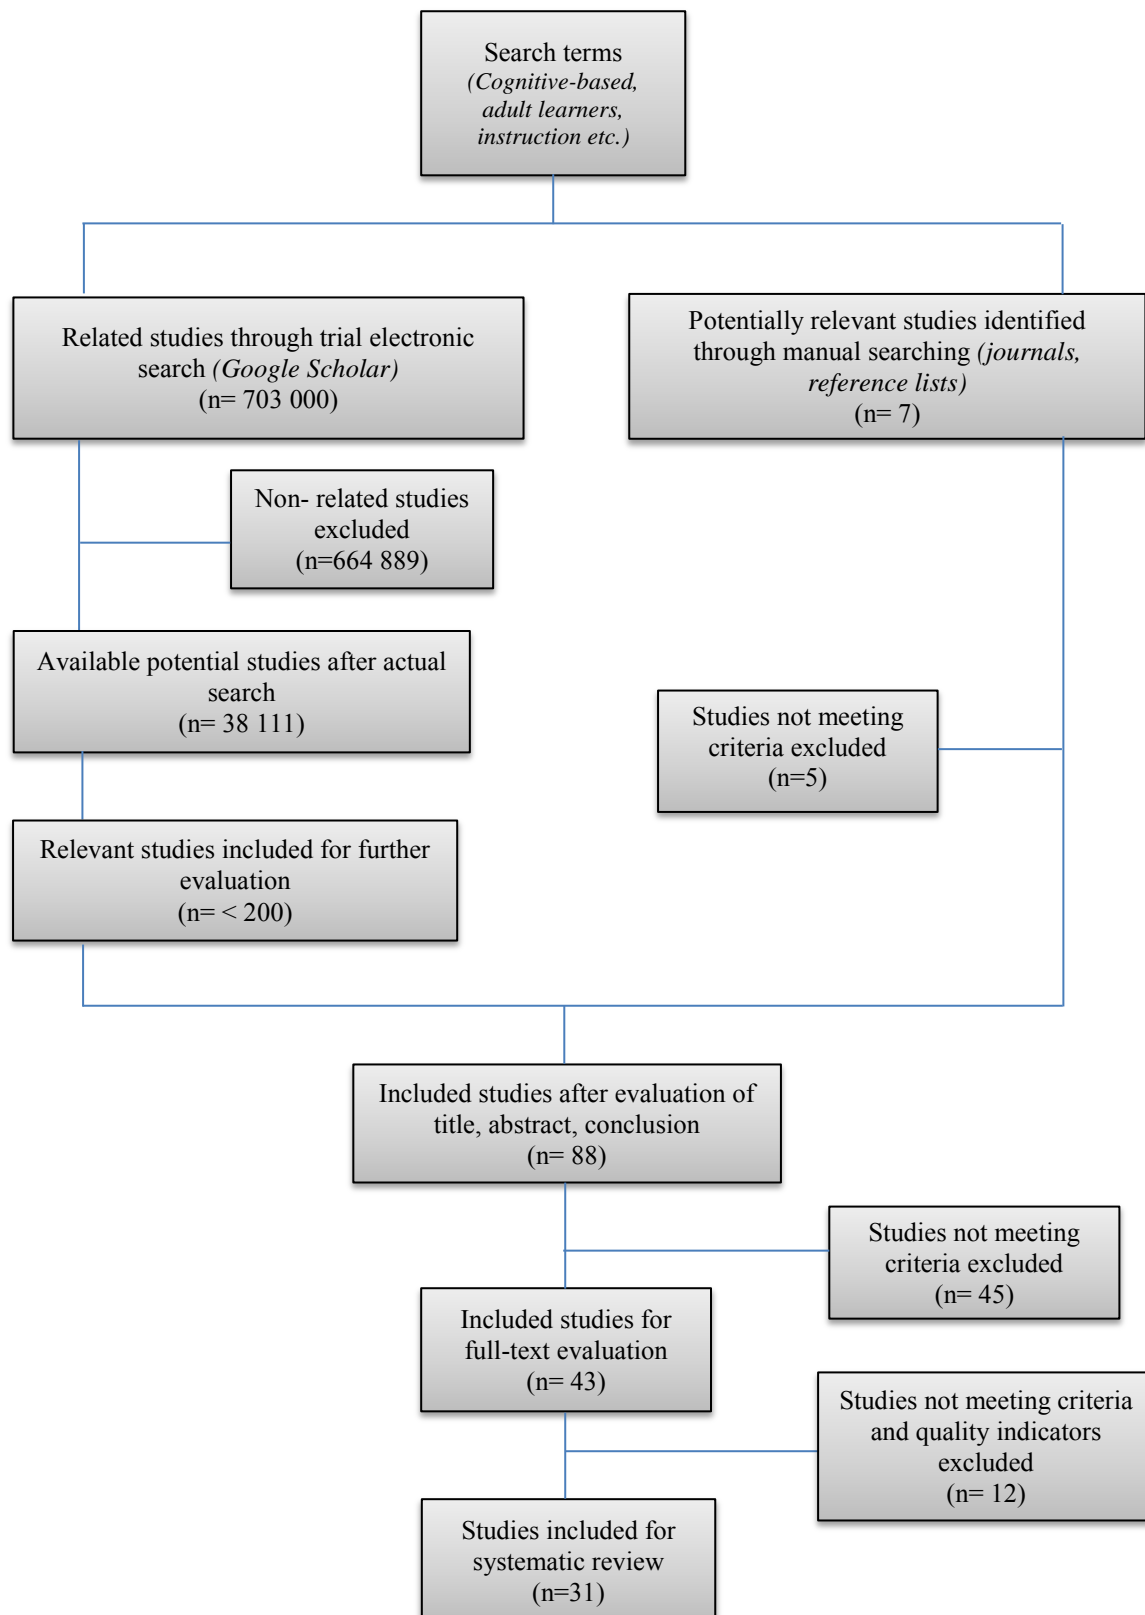 Search terms
(Cognitive-based,
adult learners,
instruction etc.)
Related studies through trial electronic
search (Google Scholar)
(n= 703 000)
Potentially relevant studies identified
through manual searching (journals,
reference lists)
(n= 7)
Non- related studies
excluded
(n=664 889)
Available potential studies after actual
search
(n= 38 111)
Studies not meeting
criteria excluded
(n=5)
Relevant studies included for further
evaluation
(n= < 200)
Included studies after evaluation of
title, abstract, conclusion
(n= 88)
Studies not meeting
criteria excluded
(n= 45)
Included studies for
full-text evaluation
(n= 43)
Studies not meeting criteria
and quality indicators
excluded
(n= 12)
Studies included for
systematic review
(n=31)